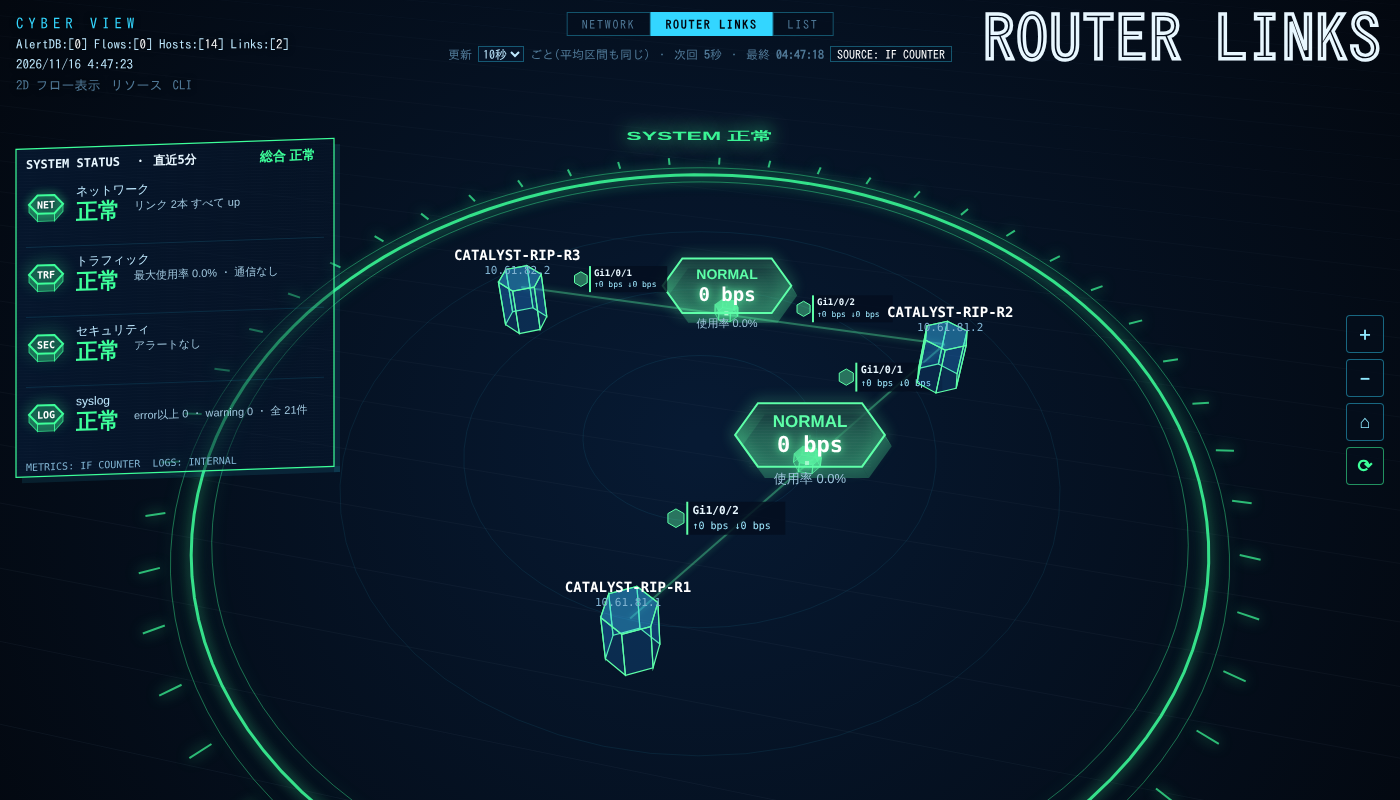 CYBER VIEW
AlertDB:[0] Flows:[0] Hosts:[14] Links:[2]
2026/11/16 4:47:23
2D フロー表示 リソース CLI
NETWORK ROUTER LINKS LIST
更新 10秒 ごと(平均区間も同じ) ・ 次回 5秒 ・ 最終 04:47:18 SOURCE: IF COUNTER
ROUTER LINKS
SYSTEM 正常
SYSTEM STATUS ・ 直近5分 総合 正常
NET
ネットワーク
正常 リンク 2本 すべて up
TRF
トラフィック
正常 最大使用率 0.0% ・ 通信なし
SEC
セキュリティ
正常 アラートなし
LOG
syslog
正常 error以上 0 ・ warning 0 ・ 全 21件
METRICS: IF COUNTER LOGS: INTERNAL
CATALYST-RIP-R3
10.61.82.2
Gi1/0/1
↑0 bps ↓0 bps
NORMAL
0 bps
使用率 0.0%
Gi1/0/2
↑0 bps ↓0 bps
CATALYST-RIP-R2
10.61.81.2
Gi1/0/1
↑0 bps ↓0 bps
NORMAL
0 bps
使用率 0.0%
Gi1/0/2
↑0 bps ↓0 bps
CATALYST-RIP-R1
10.61.81.1
+
−
⌂
⟳